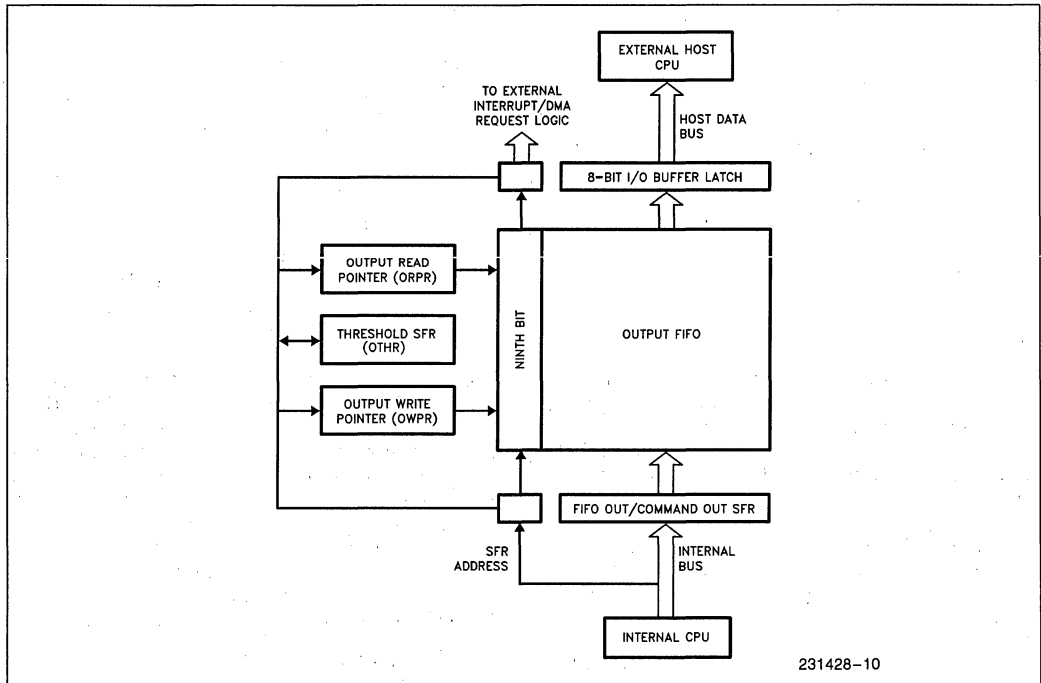 EXTERNAL HOST
CPU
TO EXTERNAL
INTERRUPT/DMA
REQUEST LOGIC
HOST DATA
BUS
8-BIT I/O BUFFER LATCH
OUTPUT READ
POINTER (ORPR)
THRESHOLD SFR
(OTHR)
OUTPUT WRITE
POINTER (OWPR)
NINTH BIT
OUTPUT FIFO
FIFO OUT/COMMAND OUT SFR
SFR
ADDRESS
INTERNAL
BUS
INTERNAL CPU
231428-10